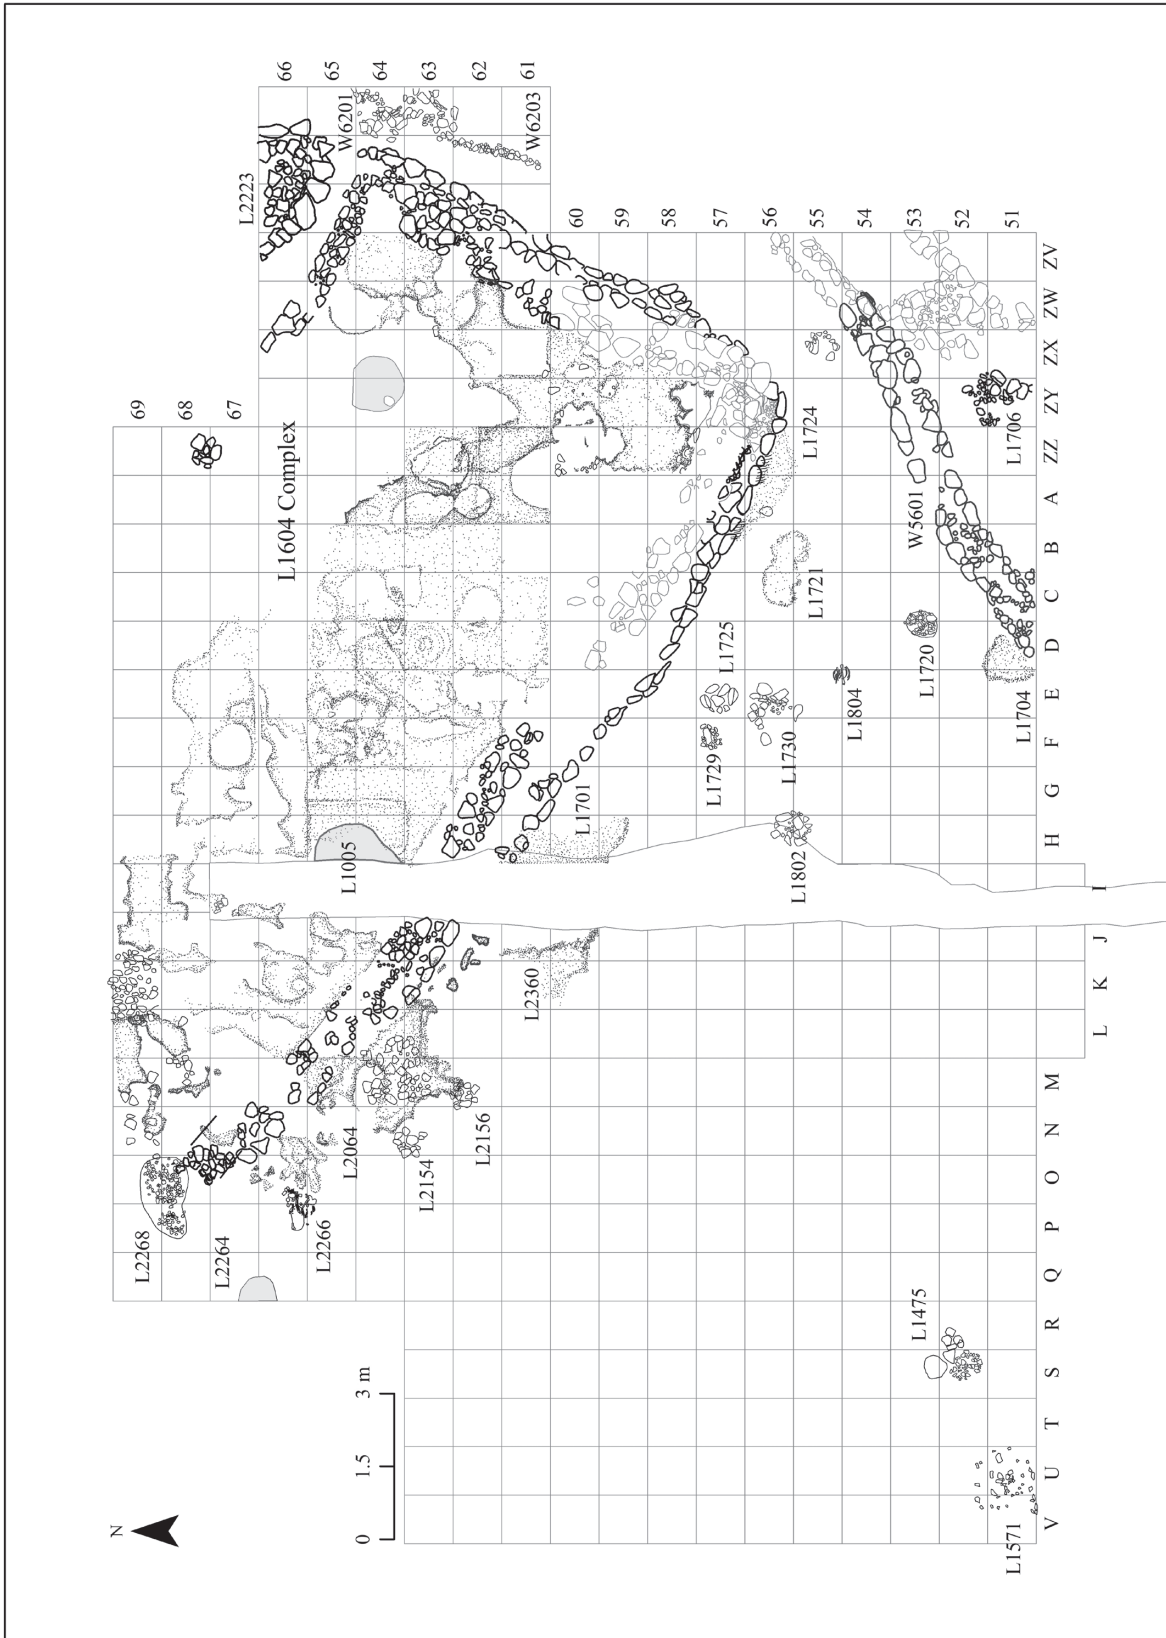 66
65
64
63
62
61
W6201
W6203
L2223
60
59
58
57
56
55
54
53
52
51
69
68
67
L1604 Complex
ZV
ZW
ZX
ZY
ZZ
A
B
C
D
E
F
G
H
I
J
K
L
M
N
O
P
Q
R
S
T
U
V
L1724
L1706
W5601
L1721
L1725
L1720
L1804
L1704
L1730
L1729
L1701
L1802
L1005
L2360
L2156
L2154
L2064
L2266
L2264
L2268
L1475
L1571
0 1.5 3 m
N